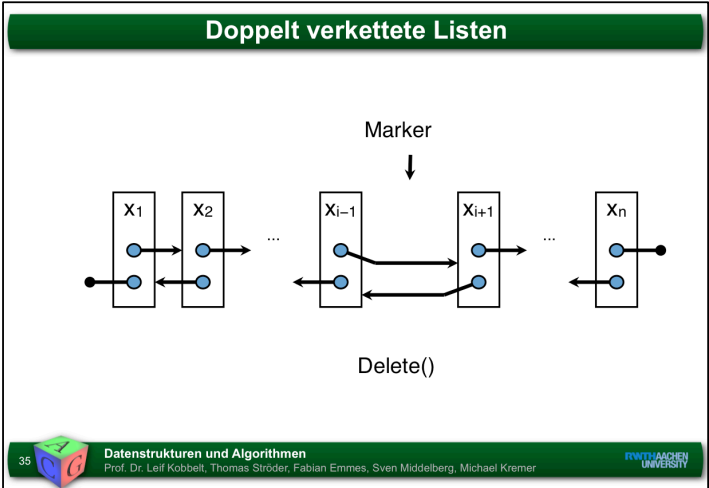 Doppelt verkettete Listen
Marker
x1 x2 ... xi−1 xi+1 ... xn
Delete()
35
A C G
Datenstrukturen und Algorithmen
Prof. Dr. Leif Kobbelt, Thomas Ströder, Fabian Emmes, Sven Middelberg, Michael Kremer
RWTHAACHEN
UNIVERSITY